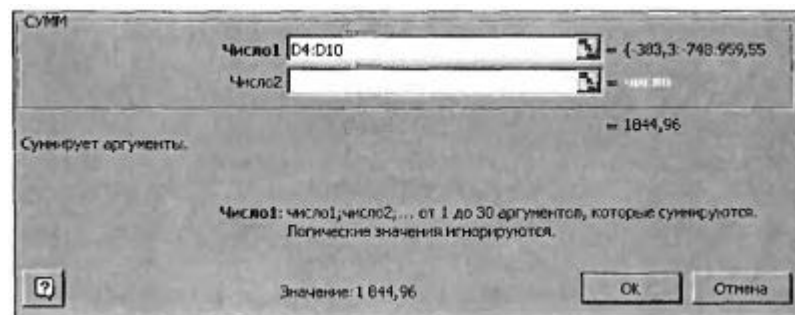 СУММ
Число1 D4:D10 = {-383,3:-748:959,55
Число2 =
= 1844,96
Суммирует аргументы.
Число1: число1;число2;... от 1 до 30 аргументов, которые суммируются.
Логические значения игнорируются.
Значение:1 844,96 ОК Отмена